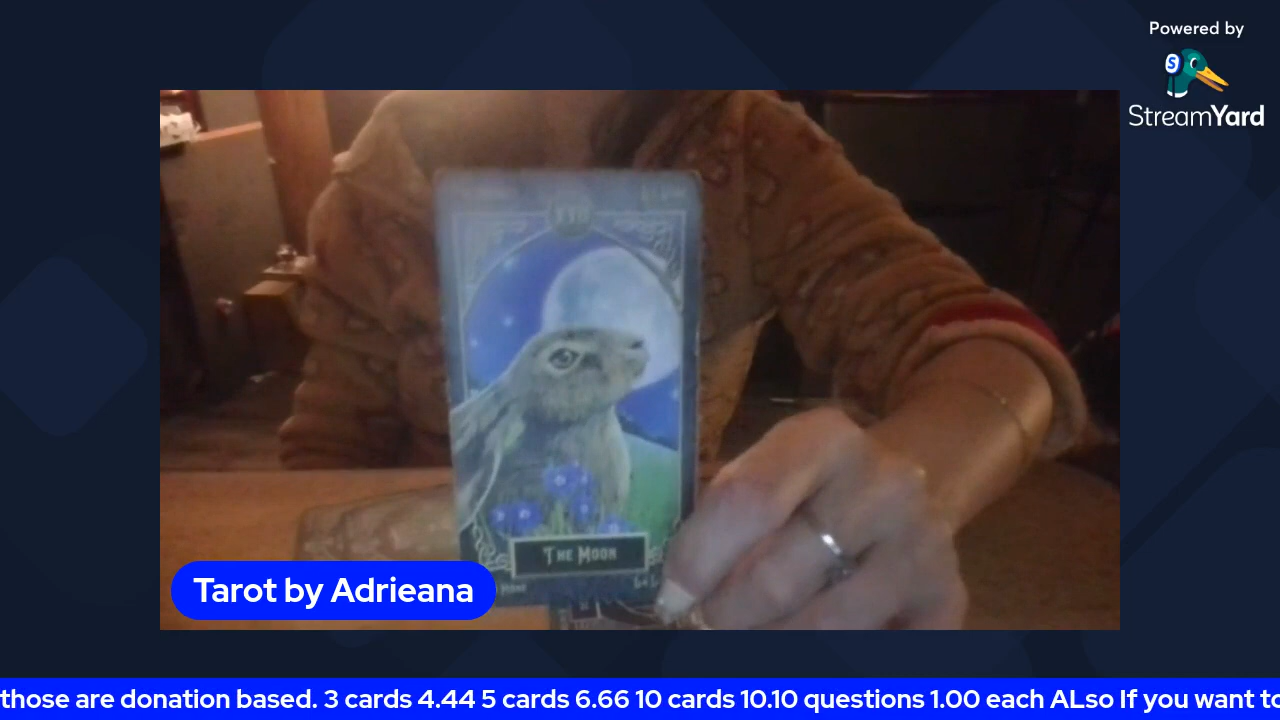 Powered by
StreamYard
The Moon
Tarot by Adrieana
those are donation based. 3 cards 4.44 5 cards 6.66 10 cards 10.10 questions 1.00 each ALso If you want to